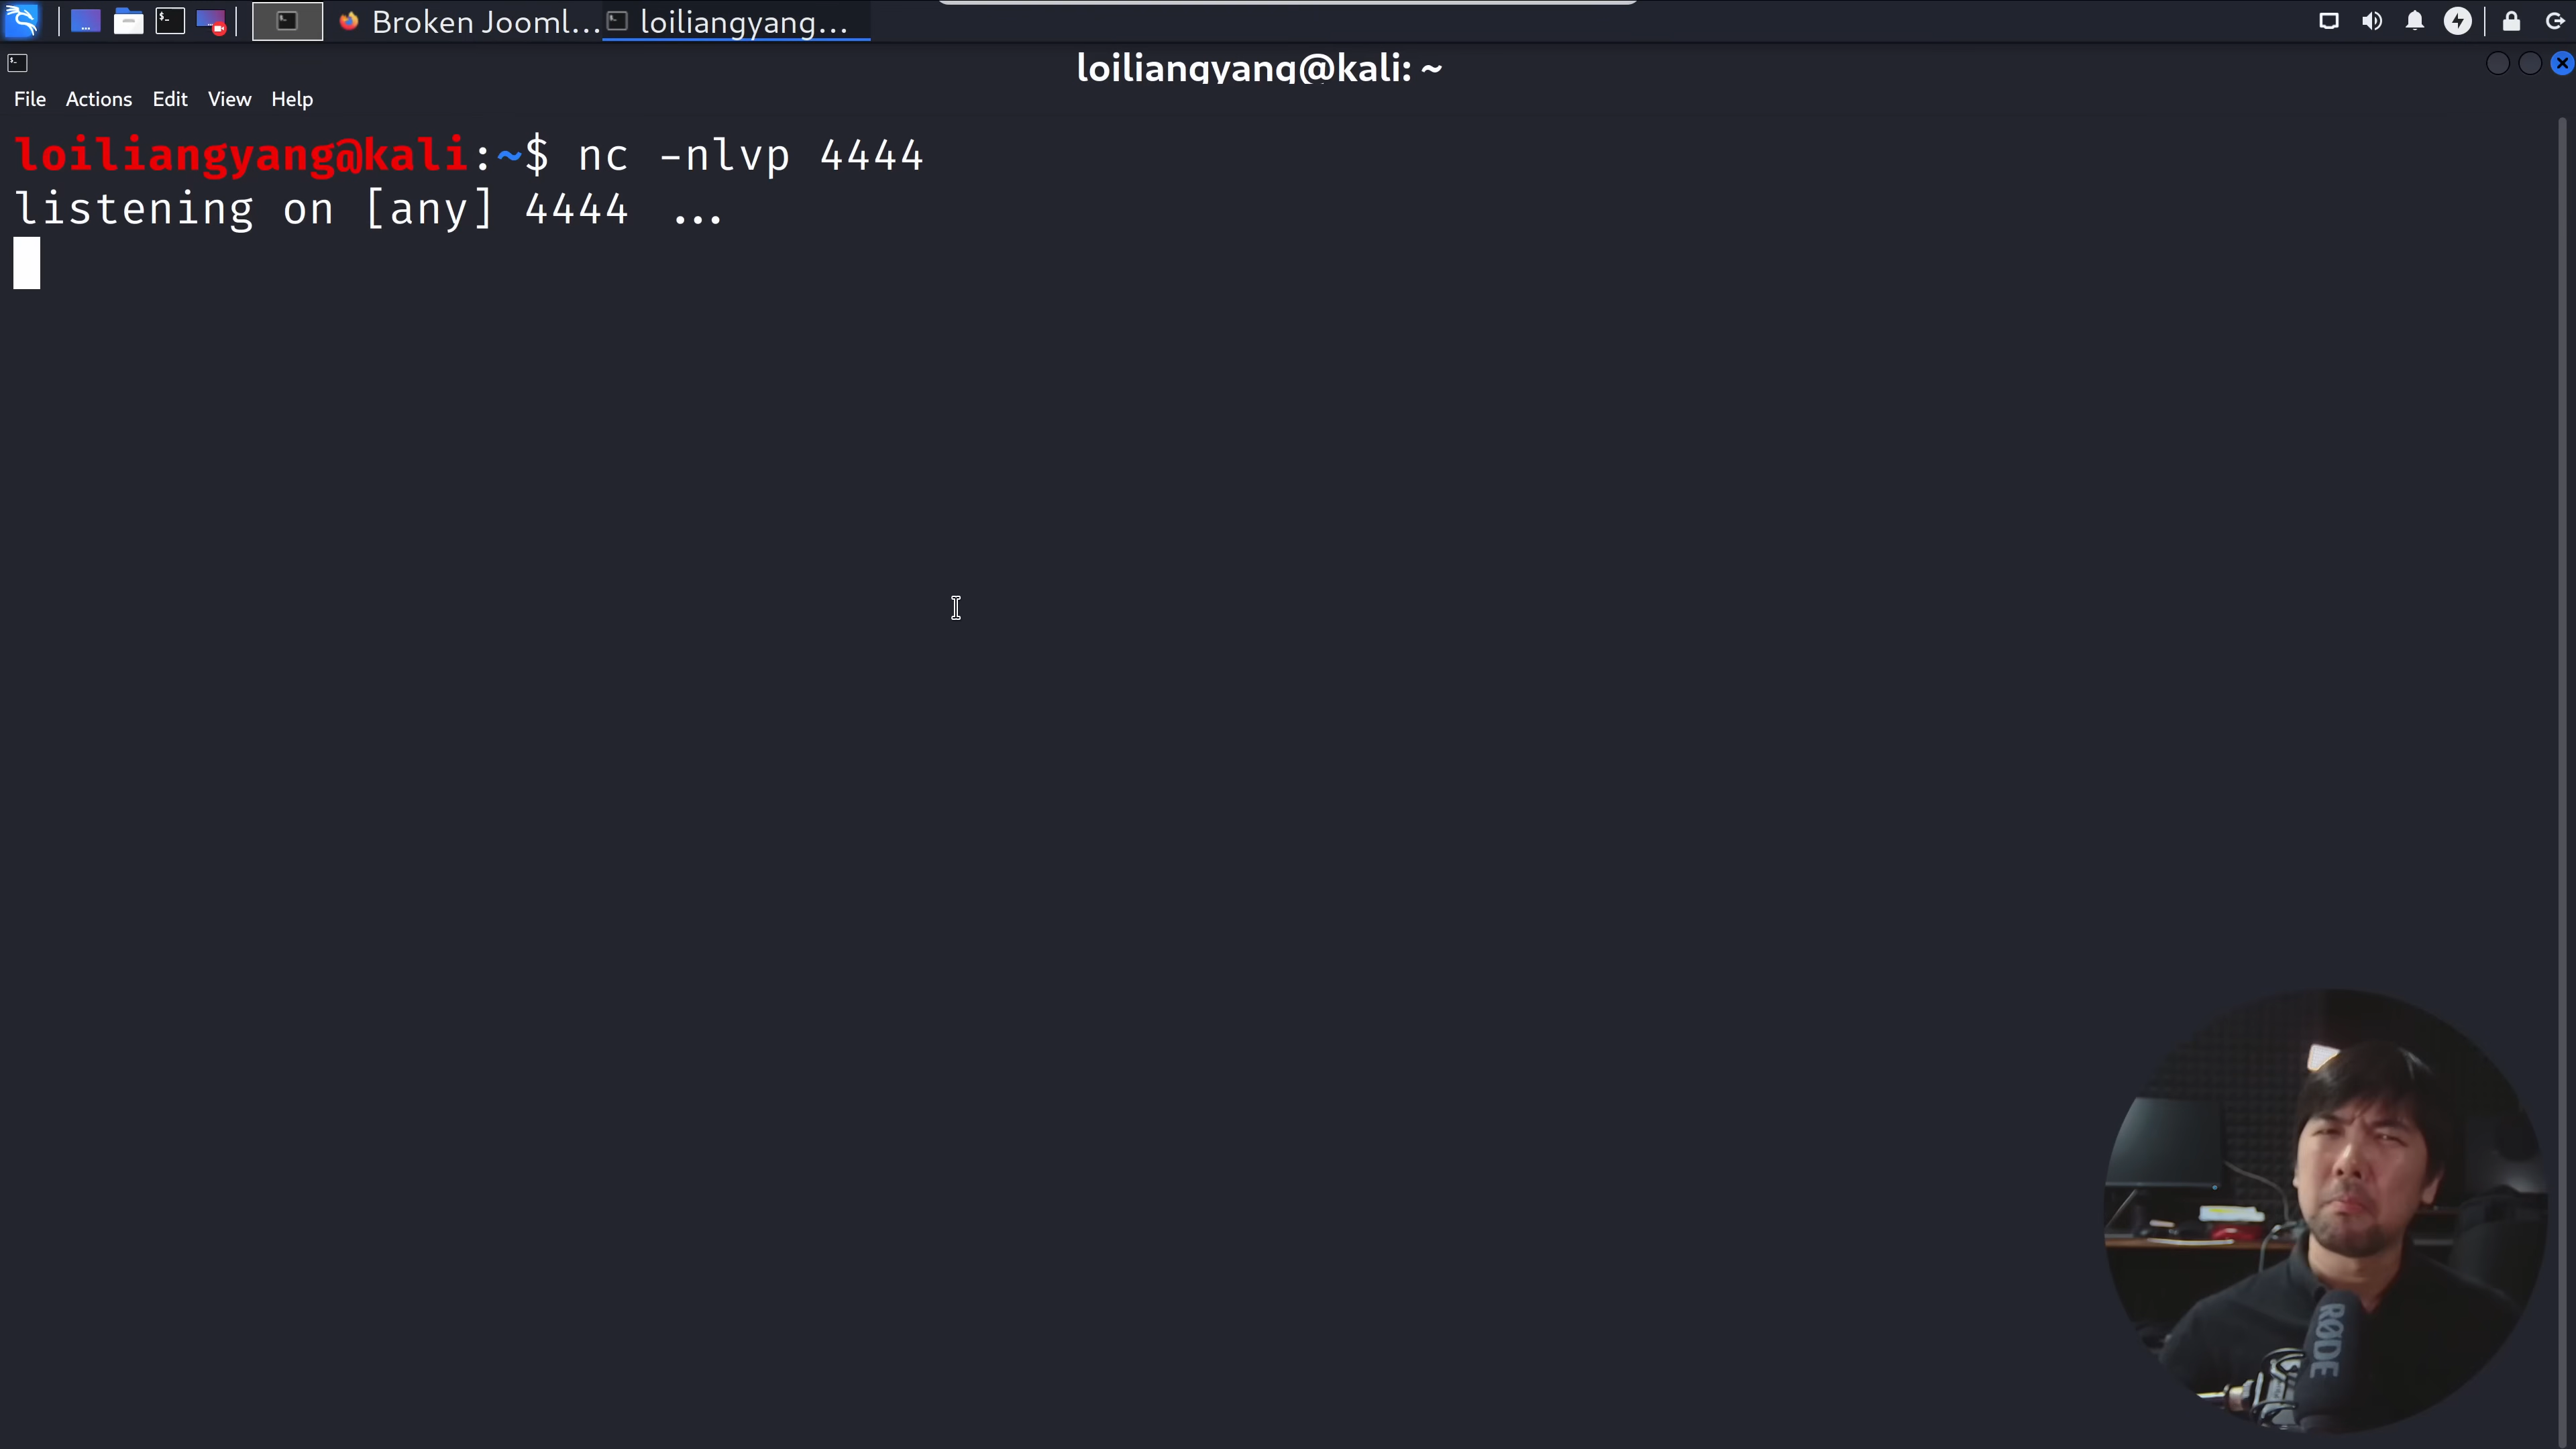 Broken Jooml...
loiliangyang...
loiliangyang@kali: ~
File Actions Edit View Help
loiliangyang@kali:~$ nc -nlvp 4444
listening on [any] 4444 ...
RØDE